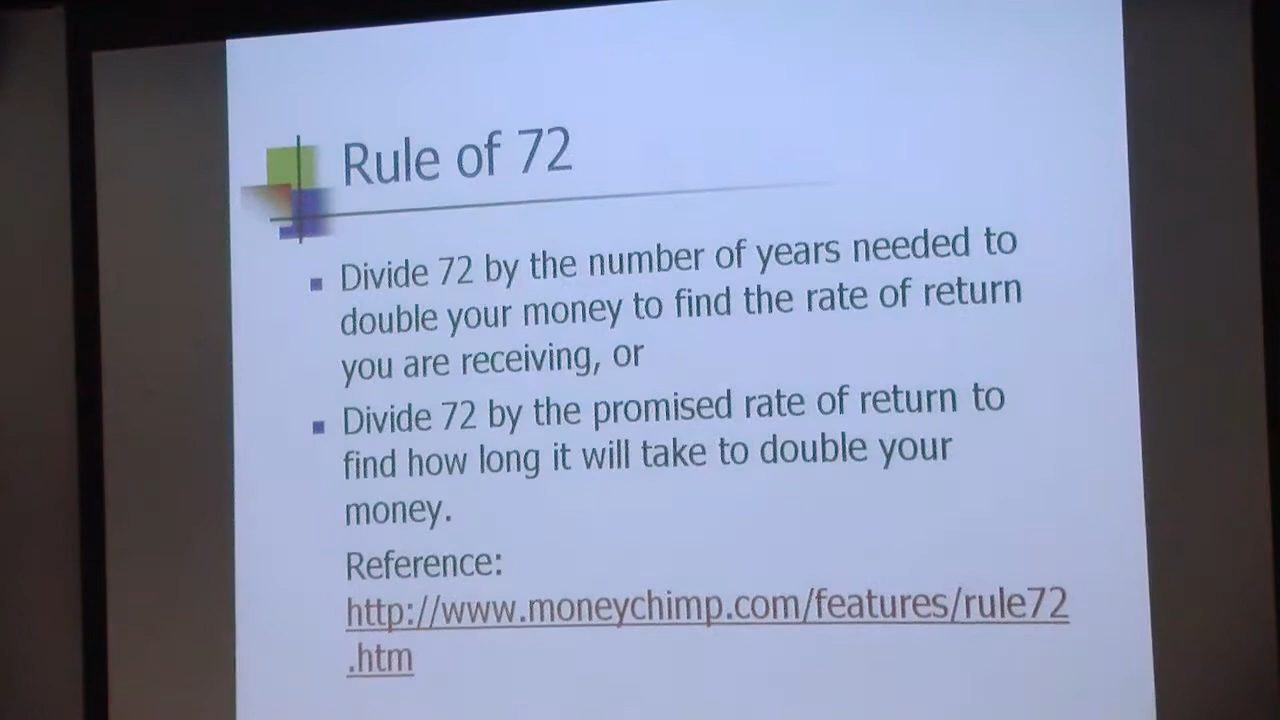 Rule of 72
Divide 72 by the number of years needed to
double your money to find the rate of return
you are receiving, or
Divide 72 by the promised rate of return to
find how long it will take to double your
money.
Reference:
http://www.moneychimp.com/features/rule72
.htm